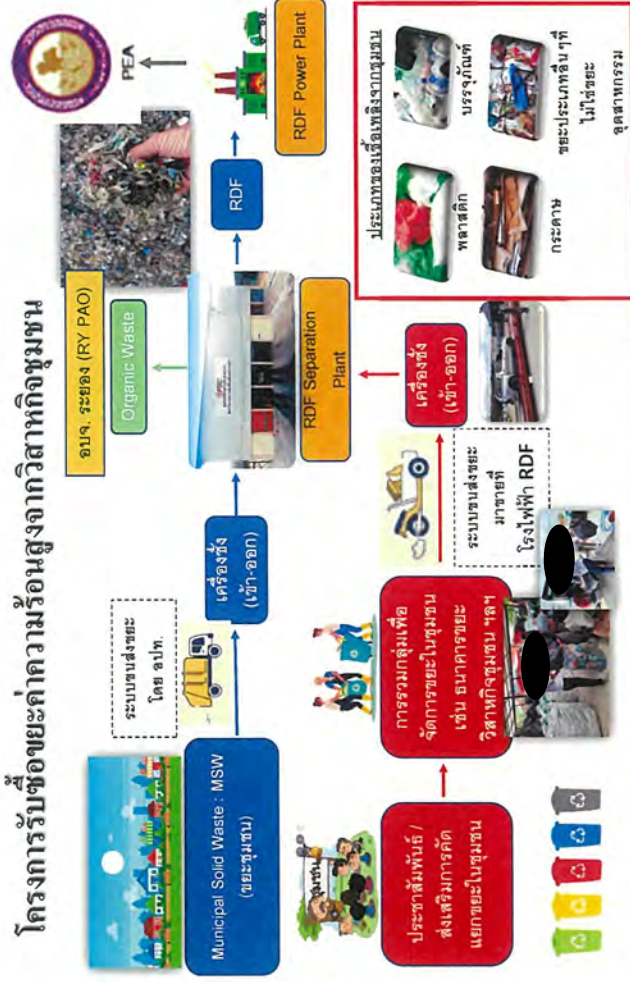 โครงการรับซื้อขยะค่าความร้อนสูงจากวิสาหกิจชุมชน
ระบบขนส่งขยะ
โดย อปท.
Municipal Solid Waste : MSW
(ขยะชุมชน)
เครื่องชั่ง
(เข้า-ออก)
อบจ. ระยอง (RY PAO)
Organic Waste
RDF Separation
Plant
RDF
PEA
RDF Power Plant
ชุมชน
ประชาสัมพันธ์ /
ส่งเสริมการคัด
แยกขยะในชุมชน
การรวมกลุ่มเพื่อ
จัดการขยะในชุมชน
เช่น ธนาคารขยะ
วิสาหกิจชุมชน ฯลฯ
ระบบขนส่งขยะ
มาขายที่
โรงไฟฟ้า RDF
เครื่องชั่ง
(เข้า-ออก)
ประเภทของเชื้อเพลิงจากชุมชน
พลาสติก
บรรจุภัณฑ์
กระดาษ
ขยะประเภทอื่น ๆที่
ไม่ใช่ขยะ
อุตสาหกรรม